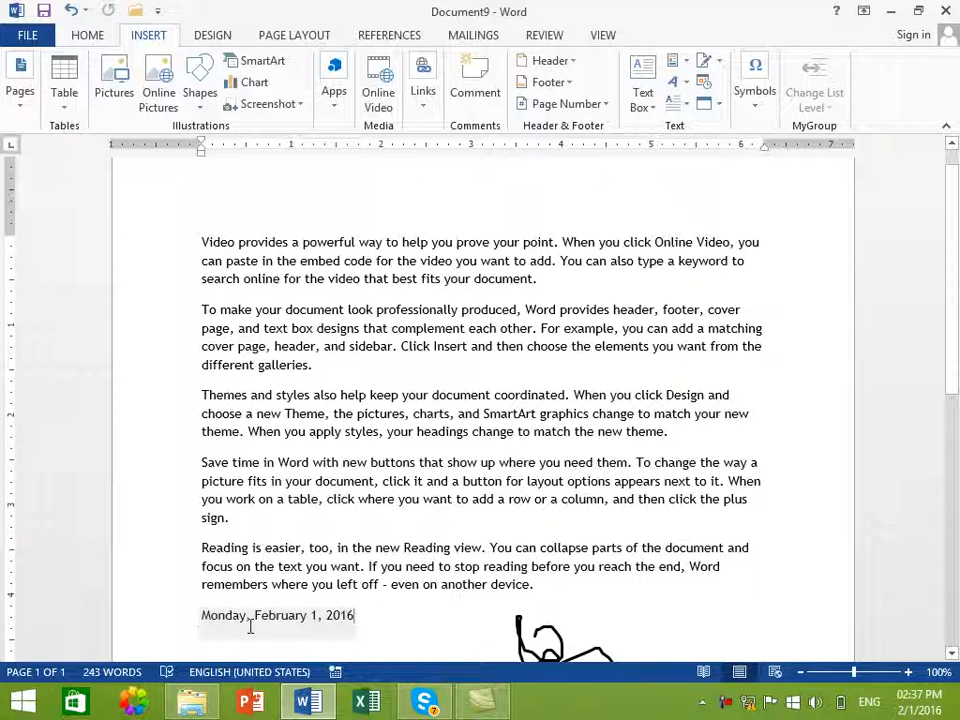 Document9 - Word
FILE HOME INSERT DESIGN PAGE LAYOUT REFERENCES MAILINGS REVIEW VIEW Sign in
Pages
Table
Pictures
Online Pictures
Shapes
SmartArt
Chart
Screenshot
Apps
Online Video
Links
Comment
Header
Footer
Page Number
Text Box
Symbols
Change List Level
Tables Illustrations Media Comments Header & Footer Text MyGroup
1 1 2 3 4 5 6 7
Video provides a powerful way to help you prove your point. When you click Online Video, you
can paste in the embed code for the video you want to add. You can also type a keyword to
search online for the video that best fits your document.
To make your document look professionally produced, Word provides header, footer, cover
page, and text box designs that complement each other. For example, you can add a matching
cover page, header, and sidebar. Click Insert and then choose the elements you want from the
different galleries.
Themes and styles also help keep your document coordinated. When you click Design and
choose a new Theme, the pictures, charts, and SmartArt graphics change to match your new
theme. When you apply styles, your headings change to match the new theme.
Save time in Word with new buttons that show up where you need them. To change the way a
picture fits in your document, click it and a button for layout options appears next to it. When
you work on a table, click where you want to add a row or a column, and then click the plus
sign.
Reading is easier, too, in the new Reading view. You can collapse parts of the document and
focus on the text you want. If you need to stop reading before you reach the end, Word
remembers where you left off - even on another device.
Monday, February 1, 2016
PAGE 1 OF 1 243 WORDS ENGLISH (UNITED STATES) 100%
ENG 02:37 PM
2/1/2016